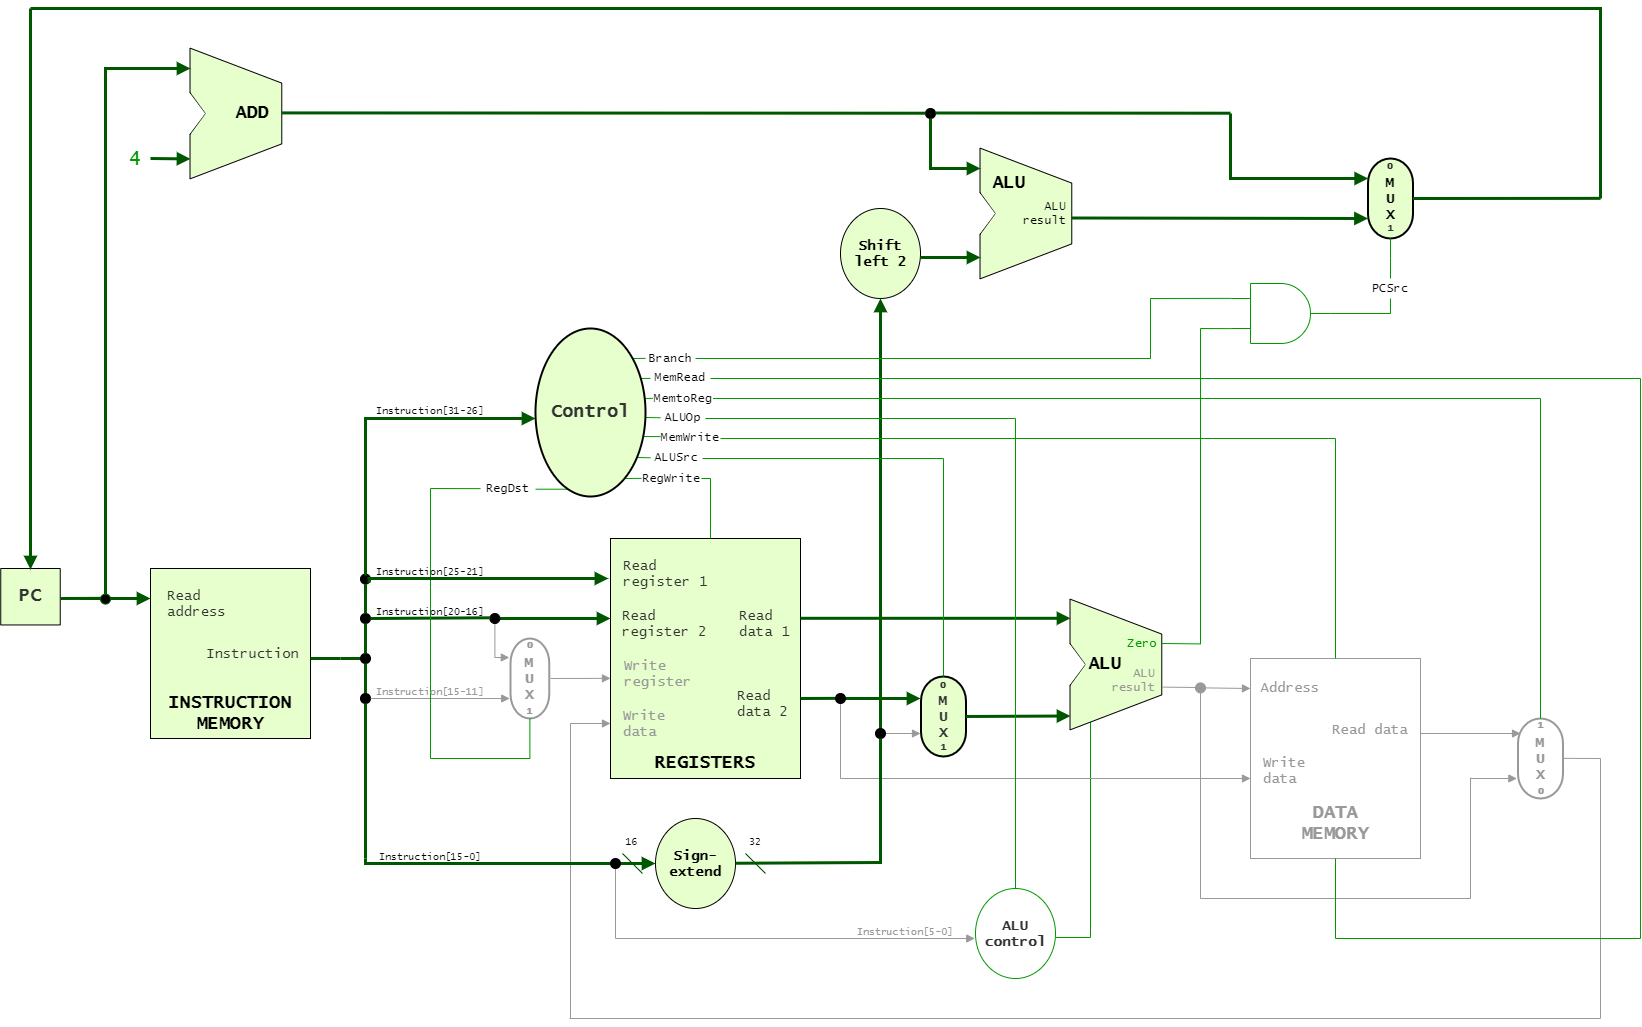 ADD
4
ALU
ALU
result
0
M
U
X
1
Shift
left 2
PCSrc
Branch
MemRead
MemtoReg
ALUOp
MemWrite
ALUSrc
RegWrite
RegDst
Control
Instruction[31-26]
PC
Read
address
Instruction
INSTRUCTION
MEMORY
Instruction[25-21]
Instruction[20-16]
Instruction[15-11]
0
M
U
X
1
Read
register 1
Read
register 2
Write
register
Write
data
Read
data 1
Read
data 2
REGISTERS
0
M
U
X
1
Zero
ALU
ALU
result
Address
Read data
Write
data
DATA
MEMORY
1
M
U
X
0
Instruction[15-0]
16
Sign-
extend
32
Instruction[5-0]
ALU
control